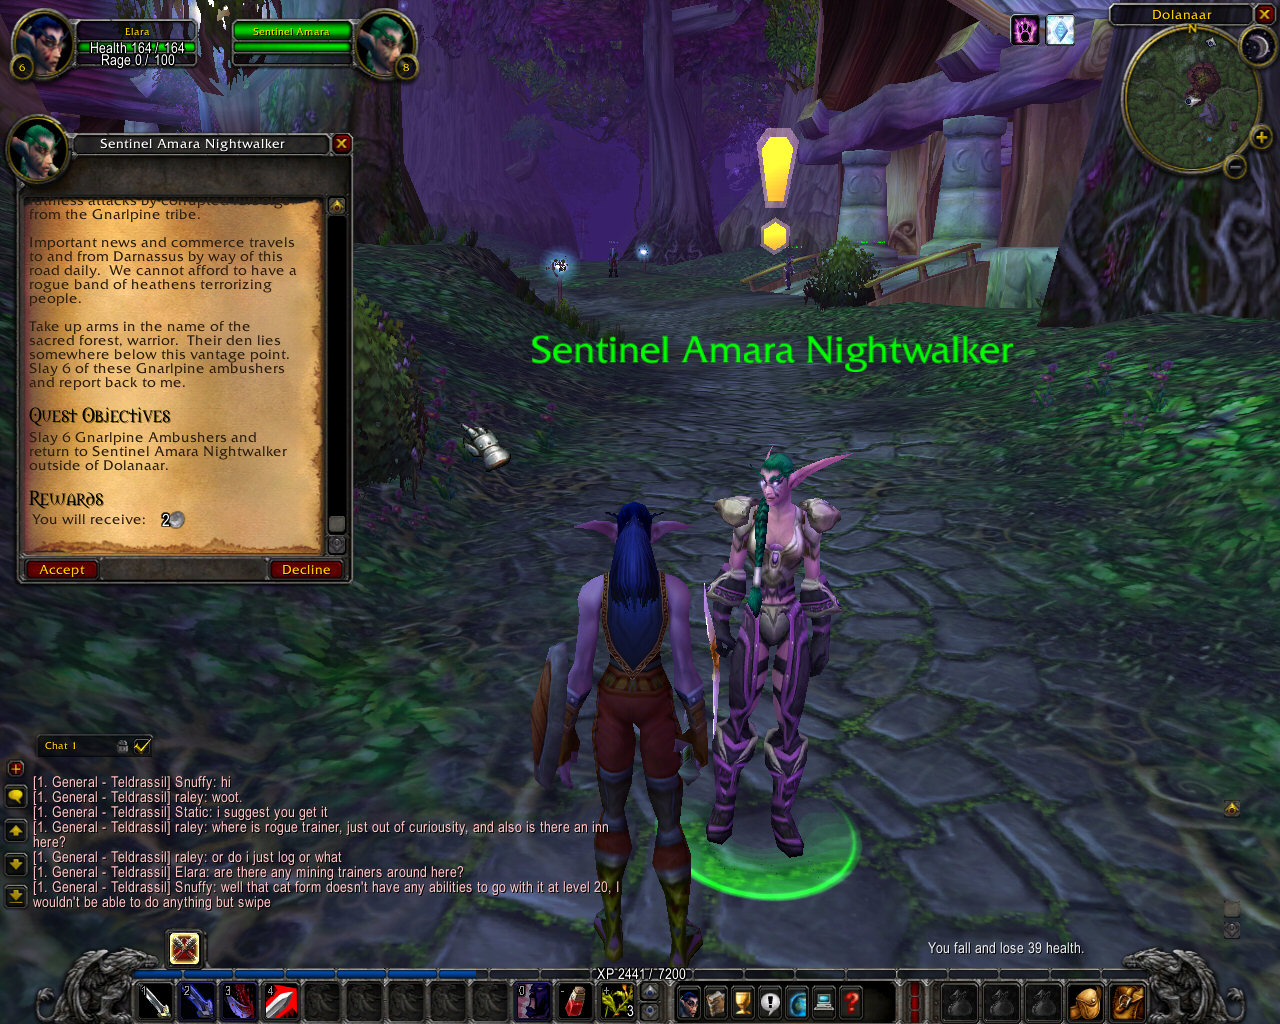 Elara
Health 164 / 164
Rage 0 / 100
6
Sentinel Amara
8
Dolanaar
N
Sentinel Amara Nightwalker
from the Gnarlpine tribe.
Important news and commerce travels
to and from Darnassus by way of this
road daily.  We cannot afford to have a
rogue band of heathens terrorizing
people.
Take up arms in the name of the
sacred forest, warrior.  Their den lies
somewhere below this vantage point.
Slay 6 of these Gnarlpine ambushers
and report back to me.
Quest Objectives
Slay 6 Gnarlpine Ambushers and
return to Sentinel Amara Nightwalker
outside of Dolanaar.
Rewards
You will receive: 2
Accept
Decline
Sentinel Amara Nightwalker
Chat 1
[1. General - Teldrassil] Snuffy: hi
[1. General - Teldrassil] raley: woot.
[1. General - Teldrassil] Static: i suggest you get it
[1. General - Teldrassil] raley: where is rogue trainer, just out of curiousity, and also is there an inn
here?
[1. General - Teldrassil] raley: or do i just log or what
[1. General - Teldrassil] Elara: are there any mining trainers around here?
[1. General - Teldrassil] Snuffy: well that cat form doesn't have any abilities to go with it at level 20, I
wouldn't be able to do anything but swipe
You fall and lose 39 health.
XP 2441 / 7200
1
2
3
4
0
-
+
3